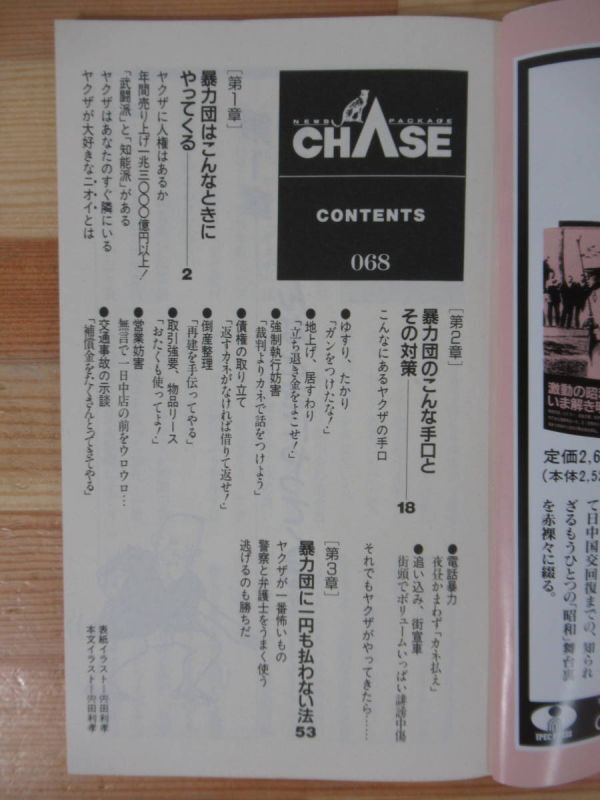 NEWS PACKAGE
CHASE
CONTENTS
068
[第1章]
暴力団はこんなときに
やってくる──2
ヤクザに人権はあるか
年間売り上げ一兆三〇〇〇億円以上!
「武闘派」と「知能派」がある
ヤクザはあなたのすぐ隣にいる
ヤクザが大好きなニオイとは
[第2章]
暴力団のこんな手口と
その対策──18
こんなにあるヤクザの手口
●ゆすり、たかり
「ガンをつけたな!」
●地上げ、居すわり
「立ち退き金をよこせ!」
●強制執行妨害
「裁判よりカネで話をつけよう」
●債権の取り立て
「返すカネがなければ借りて返せ!」
●倒産整理
「再建を手伝ってやる」
●取引強要、物品リース
「おたくも使ってよ!」
●営業妨害
無言で一日中店の前をウロウロ…
●交通事故の示談
「補償金をたくさんとってきてやる」
●電話暴力
夜昼かまわず「カネ払え」
●追い込み、街宣車
街頭でボリュームいっぱい誹謗中傷
それでもヤクザがやってきたら……
[第3章]
暴力団に一円も払わない法
53
ヤクザが一番怖いもの
警察と弁護士をうまく使う
逃げるのも勝ちだ
表紙イラスト─宍田利孝
本文イラスト─宍田利孝
激動の昭和
いま解き
定価2,6
(本体2,5
て日中国交回復までの、知られ
ざるもうひとつの「昭和」舞台裏
を赤裸々に綴る。